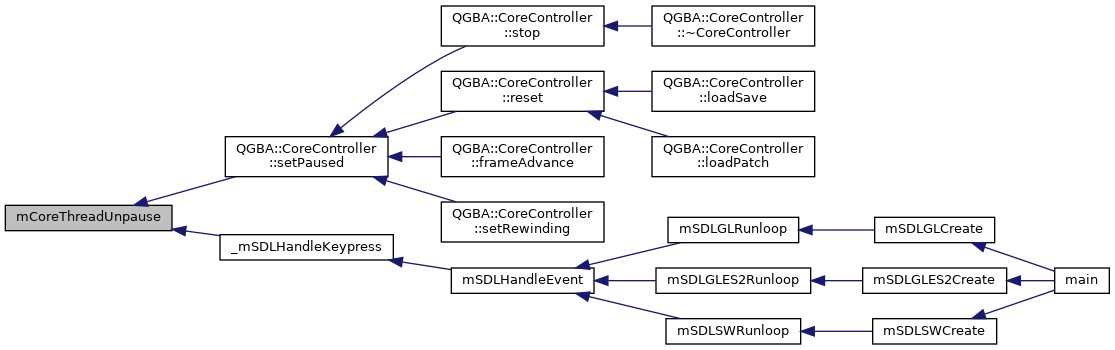 QGBA::CoreController
::stop
QGBA::CoreController
::~CoreController
QGBA::CoreController
::reset
QGBA::CoreController
::loadSave
QGBA::CoreController
::setPaused
QGBA::CoreController
::frameAdvance
QGBA::CoreController
::loadPatch
mCoreThreadUnpause
QGBA::CoreController
::setRewinding
_mSDLHandleKeypress
mSDLGLRunloop
mSDLGLCreate
mSDLHandleEvent
mSDLGLES2Runloop
mSDLGLES2Create
main
mSDLSWRunloop
mSDLSWCreate